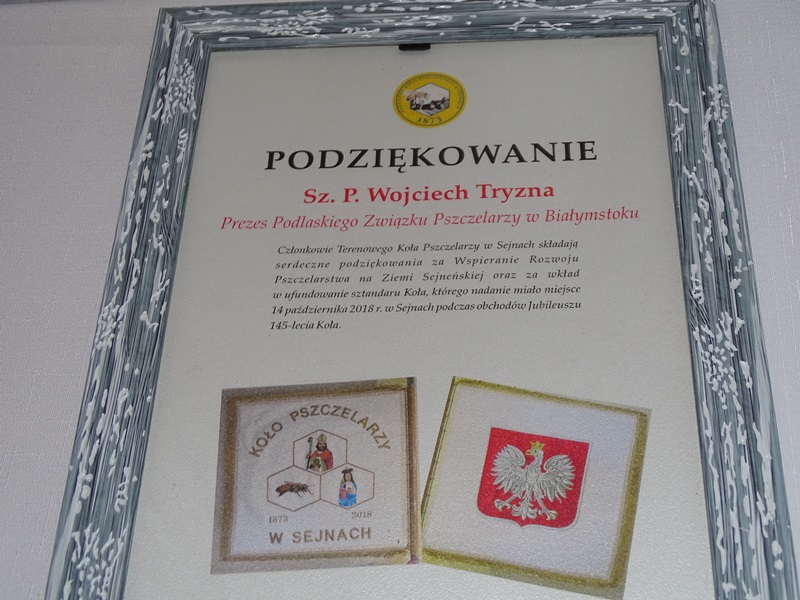 1873
PODZIĘKOWANIE
Sz. P. Wojciech Tryzna
Prezes Podlaskiego Związku Pszczelarzy w Białymstoku
Członkowie Terenowego Koła Pszczelarzy w Sejnach składają
serdeczne podziękowania za Wspieranie Rozwoju
Pszczelarstwa na Ziemi Sejneńskiej oraz za wkład
w ufundowanie sztandaru Koła, którego nadanie miało miejsce
14 października 2018 r. w Sejnach podczas obchodów Jubileuszu
145-lecia Koła.
KOŁO PSZCZELARZY
1873 2018
W SEJNACH